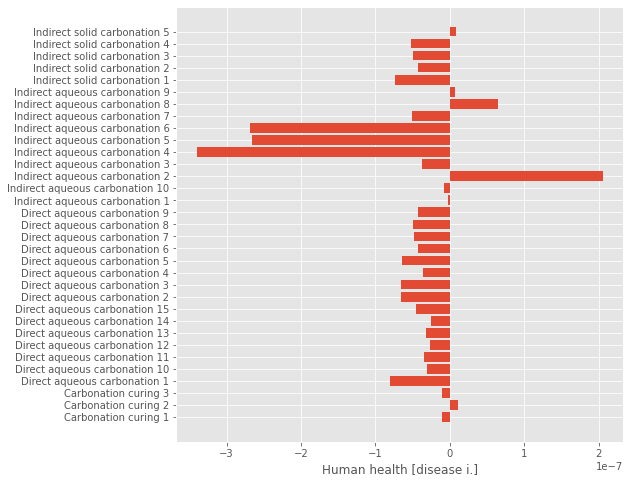 Indirect solid carbonation 5
Indirect solid carbonation 4
Indirect solid carbonation 3
Indirect solid carbonation 2
Indirect solid carbonation 1
Indirect aqueous carbonation 9
Indirect aqueous carbonation 8
Indirect aqueous carbonation 7
Indirect aqueous carbonation 6
Indirect aqueous carbonation 5
Indirect aqueous carbonation 4
Indirect aqueous carbonation 3
Indirect aqueous carbonation 2
Indirect aqueous carbonation 10
Indirect aqueous carbonation 1
Direct aqueous carbonation 9
Direct aqueous carbonation 8
Direct aqueous carbonation 7
Direct aqueous carbonation 6
Direct aqueous carbonation 5
Direct aqueous carbonation 4
Direct aqueous carbonation 3
Direct aqueous carbonation 2
Direct aqueous carbonation 15
Direct aqueous carbonation 14
Direct aqueous carbonation 13
Direct aqueous carbonation 12
Direct aqueous carbonation 11
Direct aqueous carbonation 10
Direct aqueous carbonation 1
Carbonation curing 3
Carbonation curing 2
Carbonation curing 1
−3 −2 −1 0 1 2
1e−7
Human health [disease i.]